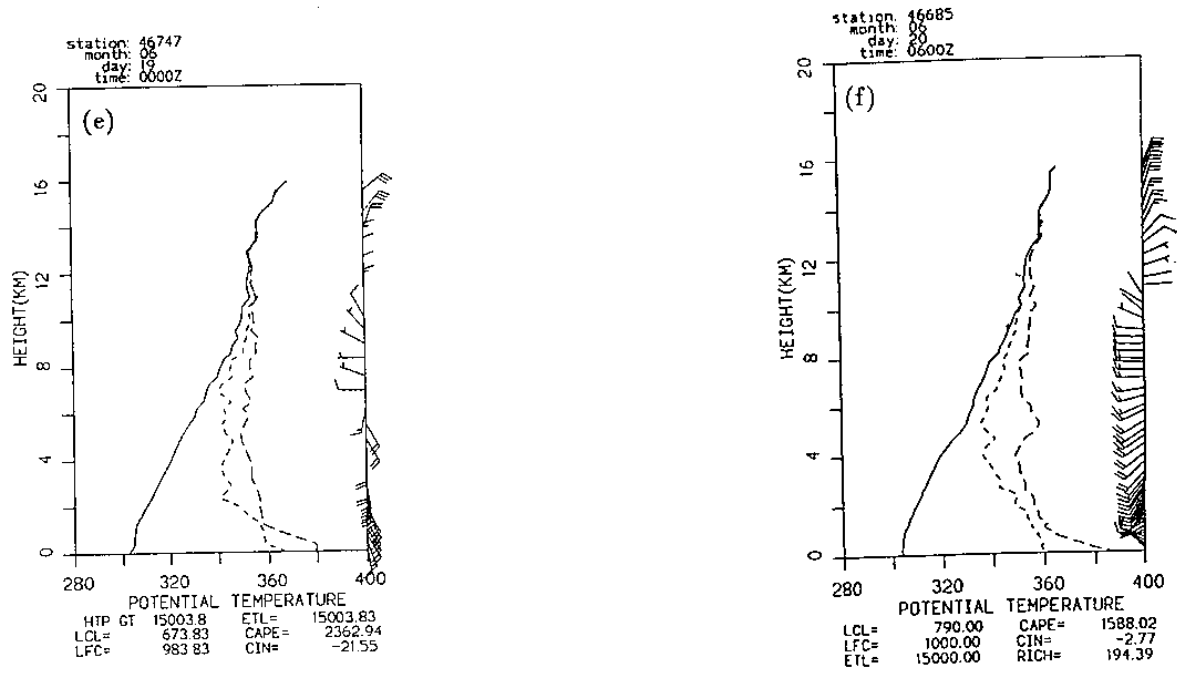 station: 46747
month: 06
day: 19
time: 0000Z
(e)
HEIGHT(KM)
20
16
12
8
4
0
280 320 360 400
POTENTIAL TEMPERATURE
HTP GT 15003.8 ETL= 15003.83
LCL= 673.83 CAPE= 2362.94
LFC= 983 83 CIN= -21.55
station: 46685
month: 06
day: 20
time: 0600Z
(f)
HEIGHT(KM)
20
16
12
8
4
0
280 320 360 400
POTENTIAL TEMPERATURE
LCL= 790.00 CAPE= 1588.02
LFC= 1000.00 CIN= -2.77
ETL= 15000.00 RICH= 194.39